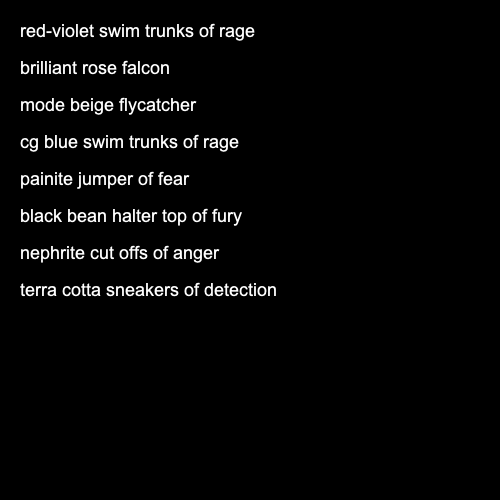 red-violet swim trunks of rage
brilliant rose falcon
mode beige flycatcher
cg blue swim trunks of rage
painite jumper of fear
black bean halter top of fury
nephrite cut offs of anger
terra cotta sneakers of detection